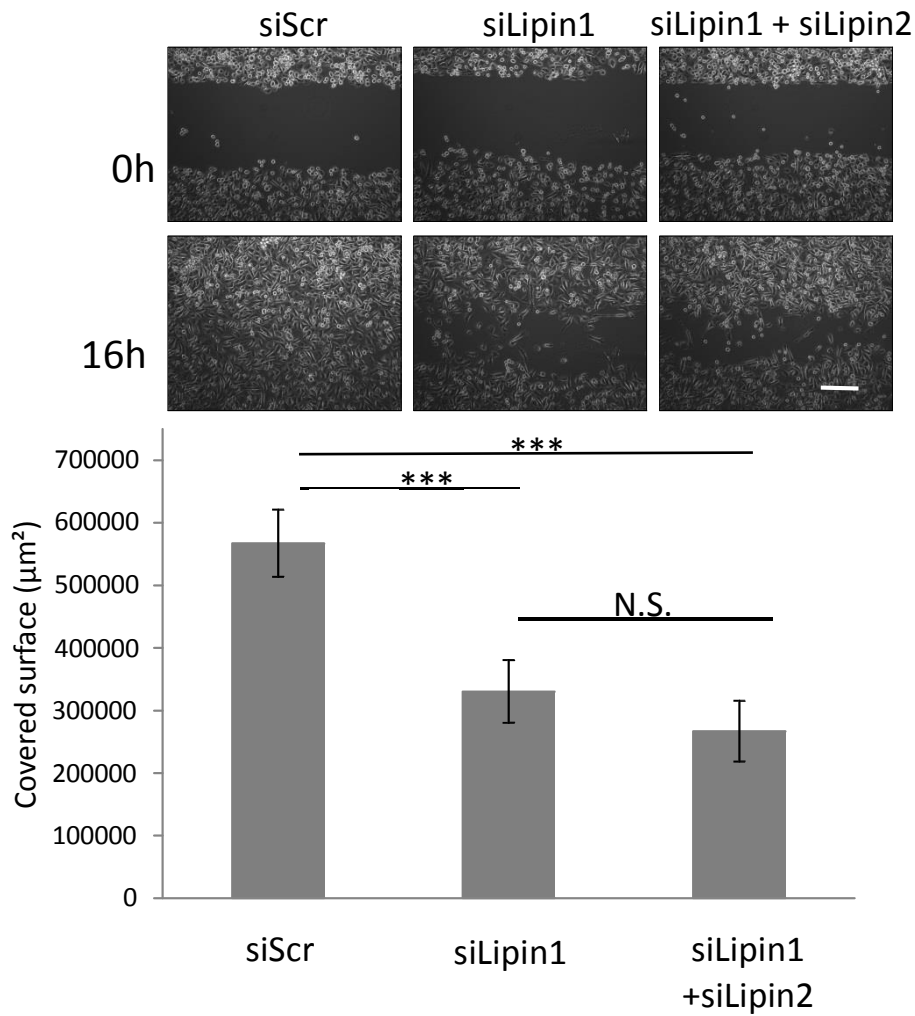 siScr siLipin1 siLipin1 + siLipin2
0h
16h
Covered surface (µm²)
700000
600000
500000
400000
300000
200000
100000
0
***
***
N.S.
siScr siLipin1 siLipin1
+siLipin2